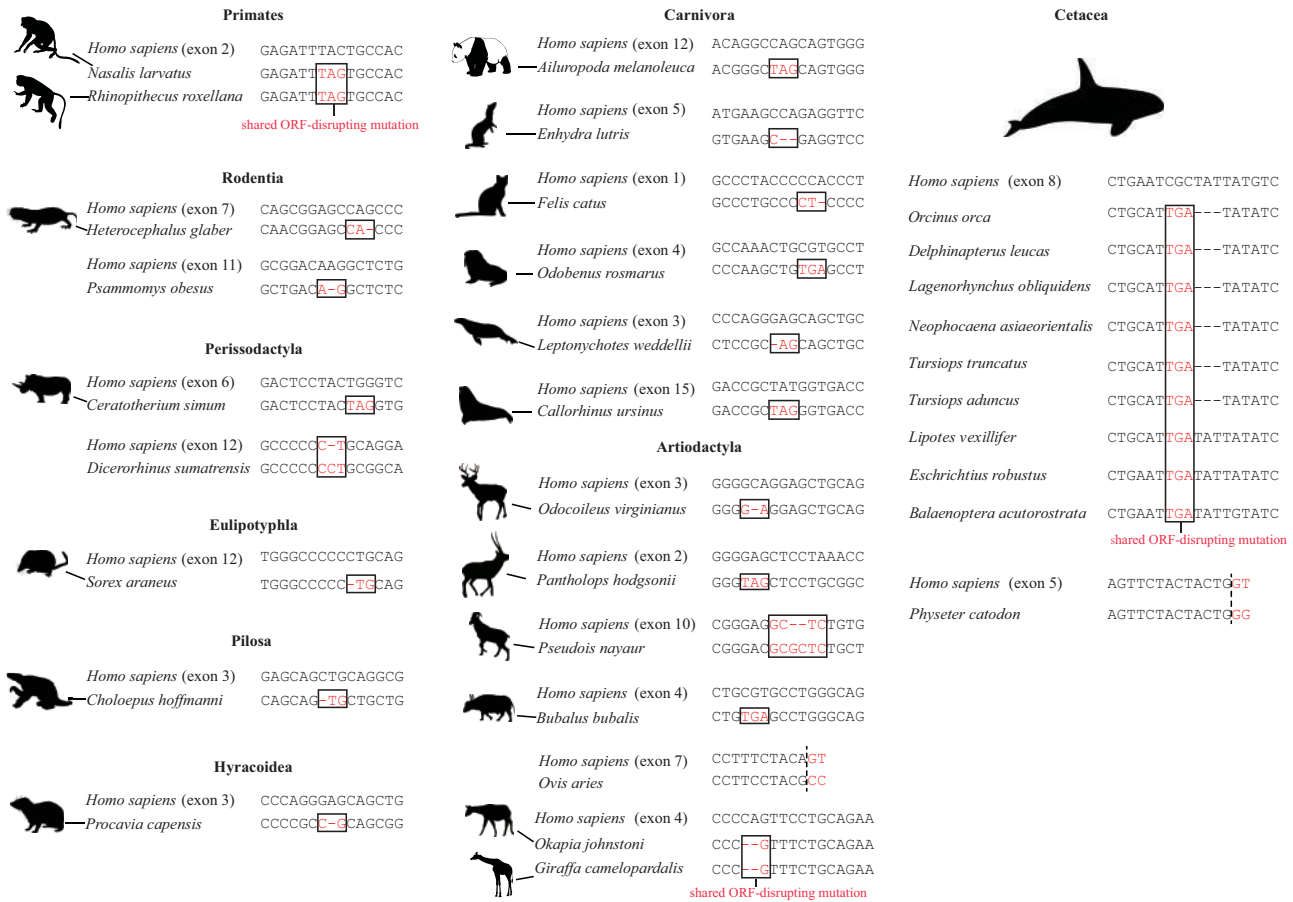 Primates
Homo sapiens (exon 2) GAGATTTACTGCCAC
Nasalis larvatus GAGATTTAGTGCCAC
Rhinopithecus roxellana GAGATTTAGTGCCAC
shared ORF-disrupting mutation
Rodentia
Homo sapiens (exon 7) CAGCGGAGCCAGCCC
Heterocephalus glaber CAACGGAGCCA-CCC
Homo sapiens (exon 11) GCGGACAAGGCTCTG
Psammomys obesus GCTGACA-GGCTCTC
Perissodactyla
Homo sapiens (exon 6) GACTCCTACTGGGTC
Ceratotherium simum GACTCCTACTAGGTG
Homo sapiens (exon 12) GCCCCCC-TGCAGGA
Dicerorhinus sumatrensis GCCCCCCCTGCGGCA
Eulipotyphla
Homo sapiens (exon 12) TGGGCCCCCCTGCAG
Sorex araneus TGGGCCCCC-TGCAG
Pilosa
Homo sapiens (exon 3) GAGCAGCTGCAGGCG
Choloepus hoffmanni CAGCAG-TGCTGCTG
Hyracoidea
Homo sapiens (exon 3) CCCAGGGAGCAGCTG
Procavia capensis CCCCGCC-GCAGCGG
Carnivora
Homo sapiens (exon 12) ACAGGCCAGCAGTGGG
Ailuropoda melanoleuca ACGGGCTAGCAGTGGG
Homo sapiens (exon 5) ATGAAGCCAGAGGTTC
Enhydra lutris GTGAAGC--GAGGTCC
Homo sapiens (exon 1) GCCCTACCCCCACCCT
Felis catus GCCCTGCCCCT-CCCC
Homo sapiens (exon 4) GCCAAACTGCGTGCCT
Odobenus rosmarus CCCAAGCTGTGAGCCT
Homo sapiens (exon 3) CCCAGGGAGCAGCTGC
Leptonychotes weddellii CTCCGC-AGCAGCTGC
Homo sapiens (exon 15) GACCGCTATGGTGACC
Callorhinus ursinus GACCGCTAGGGTGACC
Artiodactyla
Homo sapiens (exon 3) GGGGCAGGAGCTGCAG
Odocoileus virginianus GGGG-AGGAGCTGCAG
Homo sapiens (exon 2) GGGGAGCTCCTAAACC
Pantholops hodgsonii GGGTAGCTCCTGCGGC
Homo sapiens (exon 10) CGGGAGGC--TCTGTG
Pseudois nayaur CGGGACGCGCTCTGCT
Homo sapiens (exon 4) CTGCGTGCCTGGGCAG
Bubalus bubalis CTGTGAGCCTGGGCAG
Homo sapiens (exon 7) CCTTTCTACAGT
Ovis aries CCTTCCTACGCC
Homo sapiens (exon 4) CCCCAGTTCCTGCAGAA
Okapia johnstoni CCC--GTTTCTGCAGAA
Giraffa camelopardalis CCC--GTTTCTGCAGAA
shared ORF-disrupting mutation
Cetacea
Homo sapiens (exon 8) CTGAATCGCTATTATGTC
Orcinus orca CTGCATTGA---TATATC
Delphinapterus leucas CTGCATTGA---TATATC
Lagenorhynchus obliquidens CTGCATTGA---TATATC
Neophocaena asiaeorientalis CTGCATTGA---TATATC
Tursiops truncatus CTGCATTGA---TATATC
Tursiops aduncus CTGCATTGA---TATATC
Lipotes vexillifer CTGCATTGATATTATATC
Eschrichtius robustus CTGAATTGATATTATATC
Balaenoptera acutorostrata CTGAATTGATATTGTATC
shared ORF-disrupting mutation
Homo sapiens (exon 5) AGTTCTACTACTGGT
Physeter catodon AGTTCTACTACTGGG